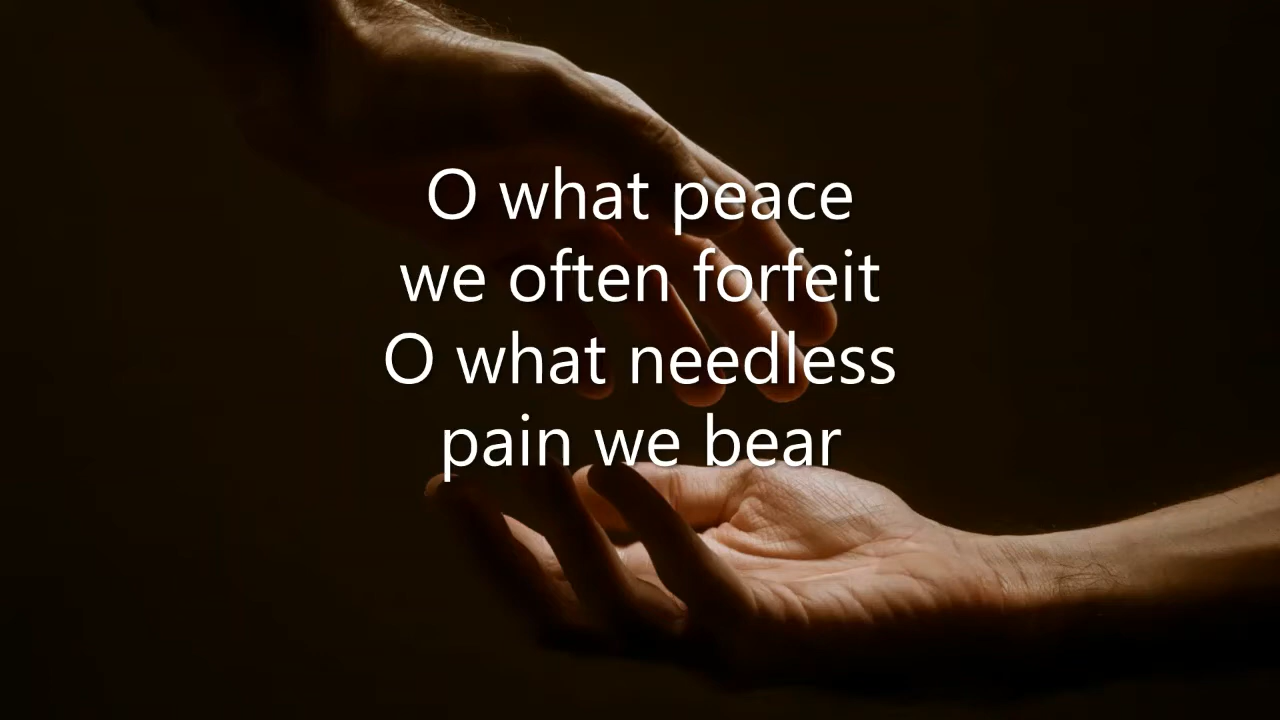 O what peace
we often forfeit
O what needless
pain we bear